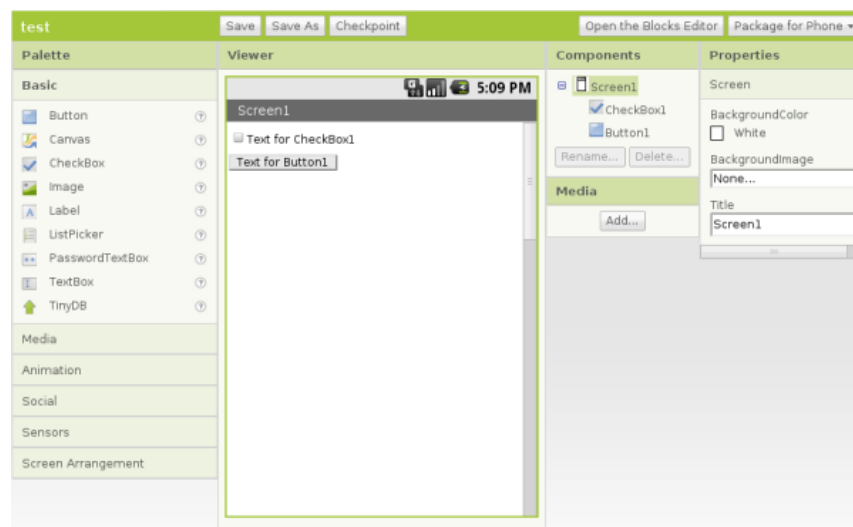 test
Save
Save As
Checkpoint
Open the Blocks Editor
Package for Phone
Palette
Basic
Button
Canvas
CheckBox
Image
Label
ListPicker
PasswordTextBox
TextBox
TinyDB
Media
Animation
Social
Sensors
Screen Arrangement
Viewer
5:09 PM
Screen1
Text for CheckBox1
Text for Button1
Components
Screen1
CheckBox1
Button1
Rename...
Delete...
Media
Add...
Properties
Screen
BackgroundColor
White
BackgroundImage
None...
Title
Screen1